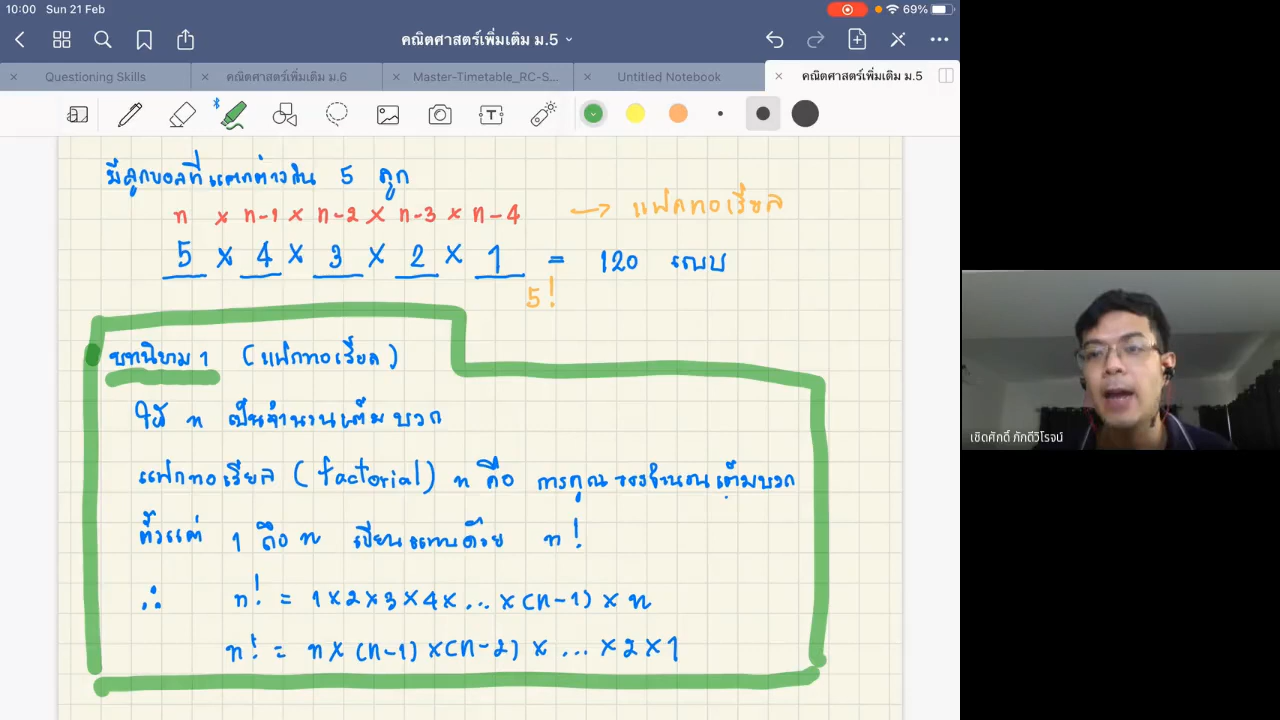 10:00 Sun 21 Feb 69%
คณิตศาสตร์เพิ่มเติม ม.5
Questioning Skills คณิตศาสตร์เพิ่มเติม ม.6 Master-Timetable_RC-S... Untitled Notebook คณิตศาสตร์เพิ่มเติม ม.5
มีลูกบอลที่แตกต่างกัน 5 ลูก
n × n-1 × n-2 × n-3 × n-4 → แฟคทอเรียล
5 × 4 × 3 × 2 × 1 = 120 แบบ
5!
บทนิยาม 1 (แฟกทอเรียล)
ให้ n เป็นจำนวนเต็มบวก
แฟกทอเรียล (factorial) n คือ การคูณของจำนวนเต็มบวก
ตั้งแต่ 1 ถึง n เขียนแทนด้วย n!
∴ n! = 1×2×3×4×...×(n-1)×n
n! = n×(n-1)×(n-2)×...×2×1
เชิดศักดิ์ ภักดีวิโรจน์